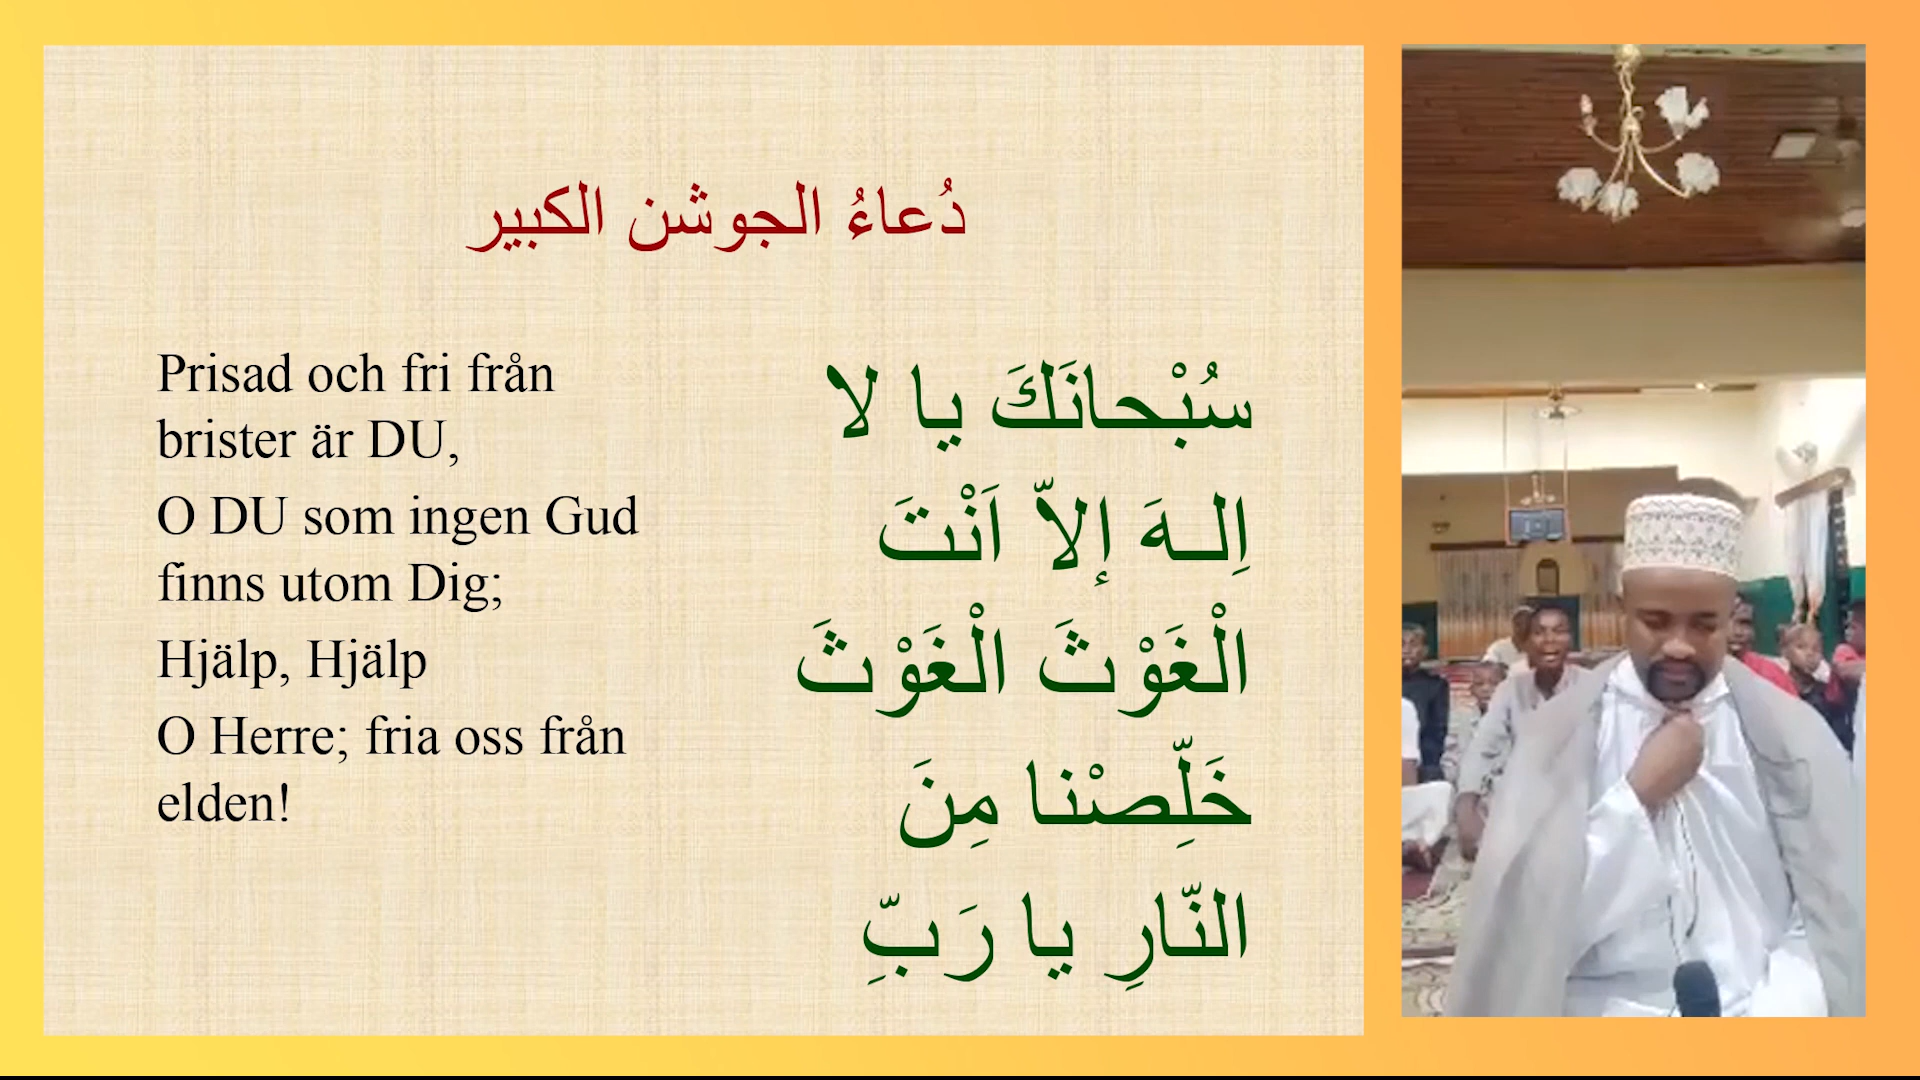 دُعاءُ الجوشن الكبير
Prisad och fri från
brister är DU,
O DU som ingen Gud
finns utom Dig;
Hjälp, Hjälp
O Herre; fria oss från
elden!
سُبْحانَكَ يا لا
اِلـهَ إلاّ اَنْتَ
الْغَوْثَ الْغَوْثَ
خَلِّصْنا مِنَ
النّارِ يا رَبِّ